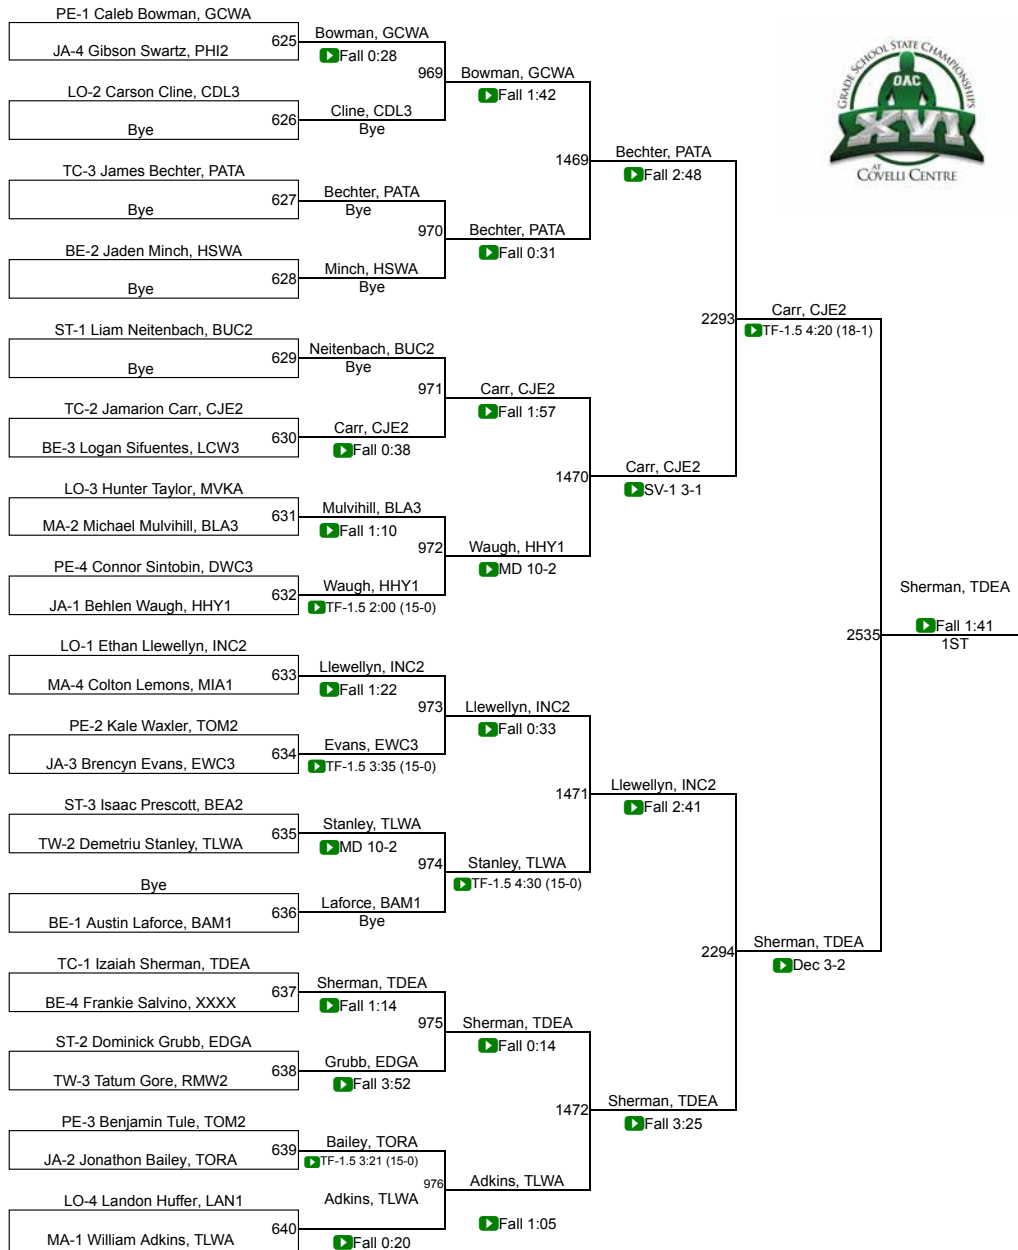 PE-1 Caleb Bowman, GCWA
625
JA-4 Gibson Swartz, PHI2
Bowman, GCWA
Fall 0:28
969
LO-2 Carson Cline, CDL3
626
Bye
Cline, CDL3
Bye
Bowman, GCWA
Fall 1:42
1469
TC-3 James Bechter, PATA
627
Bye
Bechter, PATA
Bye
970
BE-2 Jaden Minch, HSWA
628
Bye
Minch, HSWA
Bye
Bechter, PATA
Fall 0:31
Bechter, PATA
Fall 2:48
2293
ST-1 Liam Neitenbach, BUC2
629
Bye
Neitenbach, BUC2
Bye
971
TC-2 Jamarion Carr, CJE2
630
BE-3 Logan Sifuentes, LCW3
Carr, CJE2
Fall 0:38
Carr, CJE2
Fall 1:57
1470
LO-3 Hunter Taylor, MVKA
631
MA-2 Michael Mulvihill, BLA3
Mulvihill, BLA3
Fall 1:10
972
PE-4 Connor Sintobin, DWC3
632
JA-1 Behlen Waugh, HHY1
Waugh, HHY1
TF-1.5 2:00 (15-0)
Waugh, HHY1
MD 10-2
Carr, CJE2
SV-1 3-1
Carr, CJE2
TF-1.5 4:20 (18-1)
2535
LO-1 Ethan Llewellyn, INC2
633
MA-4 Colton Lemons, MIA1
Llewellyn, INC2
Fall 1:22
973
PE-2 Kale Waxler, TOM2
634
JA-3 Brencyn Evans, EWC3
Evans, EWC3
TF-1.5 3:35 (15-0)
Llewellyn, INC2
Fall 0:33
1471
ST-3 Isaac Prescott, BEA2
635
TW-2 Demetriu Stanley, TLWA
Stanley, TLWA
MD 10-2
974
Bye
636
BE-1 Austin Laforce, BAM1
Laforce, BAM1
Bye
Stanley, TLWA
TF-1.5 4:30 (15-0)
Llewellyn, INC2
Fall 2:41
2294
TC-1 Izaiah Sherman, TDEA
637
BE-4 Frankie Salvino, XXXX
Sherman, TDEA
Fall 1:14
975
ST-2 Dominick Grubb, EDGA
638
TW-3 Tatum Gore, RMW2
Grubb, EDGA
Fall 3:52
Sherman, TDEA
Fall 0:14
1472
PE-3 Benjamin Tule, TOM2
639
JA-2 Jonathon Bailey, TORA
Bailey, TORA
TF-1.5 3:21 (15-0)
976
LO-4 Landon Huffer, LAN1
640
MA-1 William Adkins, TLWA
Adkins, TLWA
Fall 0:20
Adkins, TLWA
Fall 1:05
Sherman, TDEA
Fall 3:25
Sherman, TDEA
Dec 3-2
Sherman, TDEA
Fall 1:41
1ST
GRADE SCHOOL STATE CHAMPIONSHIPS
OAC
XVI
AT
COVELLI CENTRE